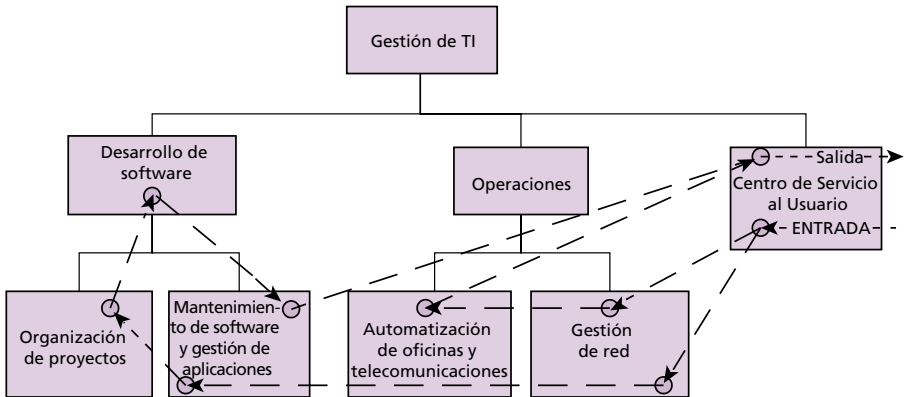 Gestión de TI
Desarrollo de
software
Operaciones
Salida
Centro de Servicio
al Usuario
ENTRADA
Organización
de proyectos
Mantenimien-
to de software
y gestión de
aplicaciones
Automatización
de oficinas y
telecomunicaciones
Gestión
de red